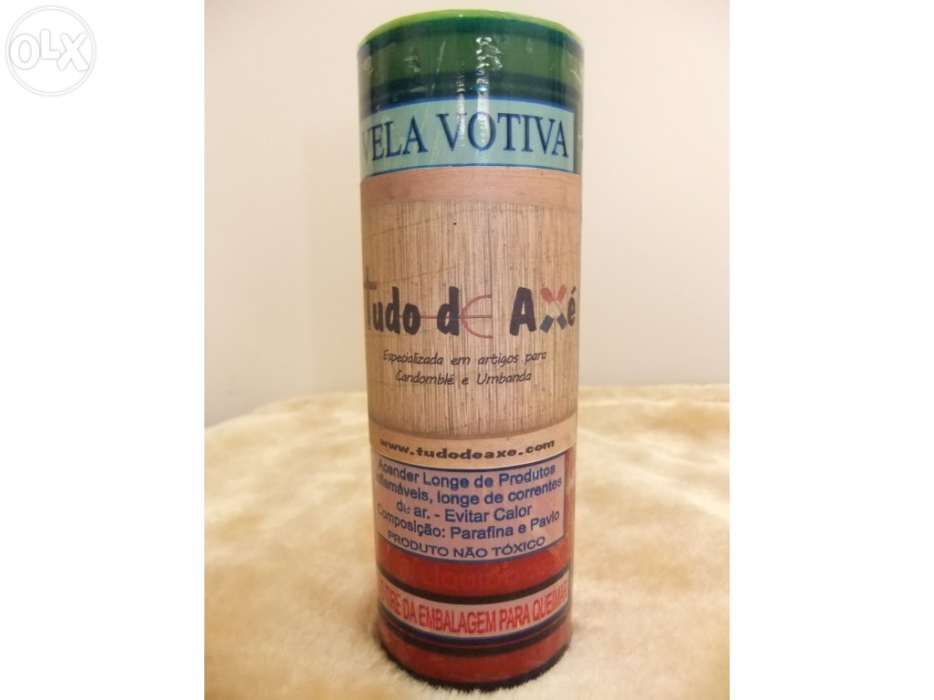 OLX
VELA VOTIVA
Tudo de Axé
Especializada em artigos para
Candomblé e Umbanda
www.tudodeaxe.com
Acender Longe de Produtos
nflamáveis, longe de correntes
de ar. - Evitar Calor
Composição: Parafina e Pavio
PRODUTO NÃO TÓXICO
DA EMBALAGEM PARA QUEIMAR